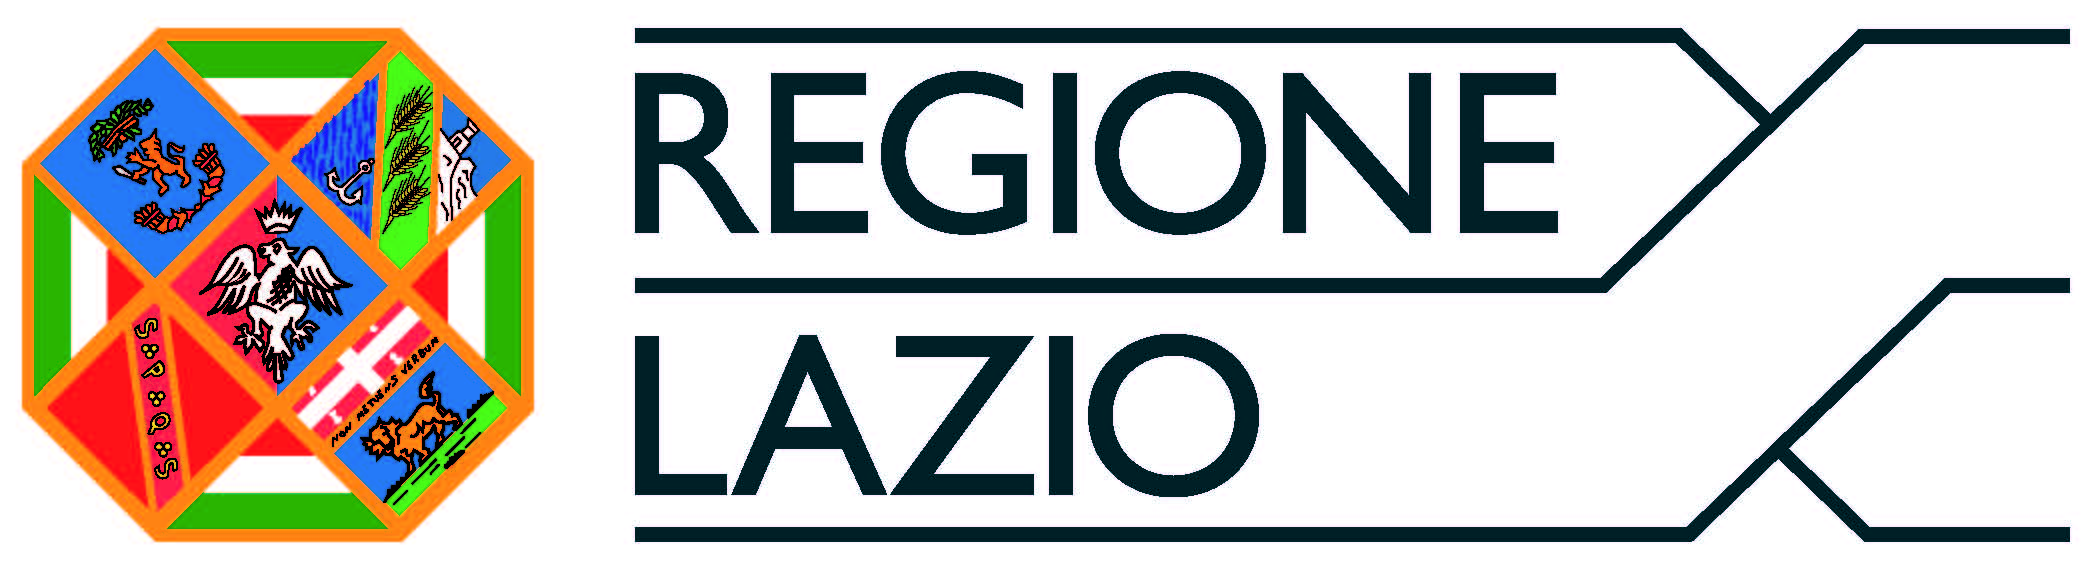 REGIONE
LAZIO
S P Q S
NON METUENS VERBUM